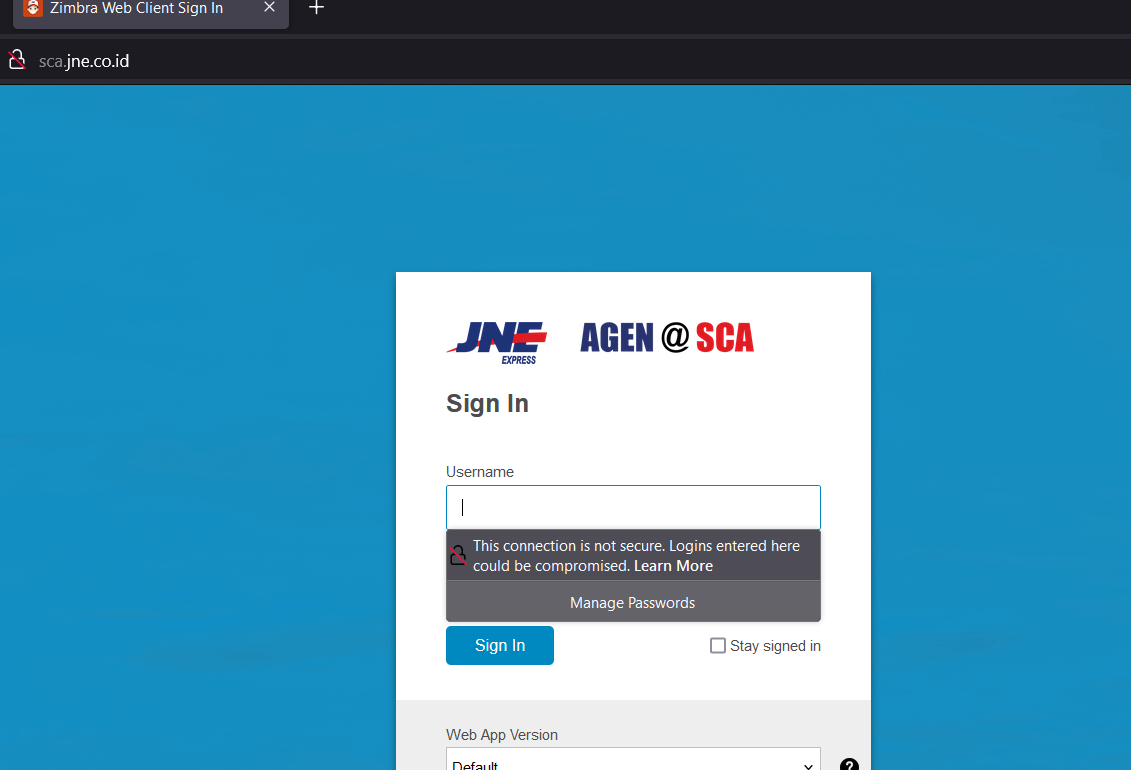 Zimbra Web Client Sign In
sca.jne.co.id
JNE
EXPRESS
AGEN @ SCA
Sign In
Username
This connection is not secure. Logins entered here
could be compromised. Learn More
Manage Passwords
Sign In
Stay signed in
Web App Version
Default
?